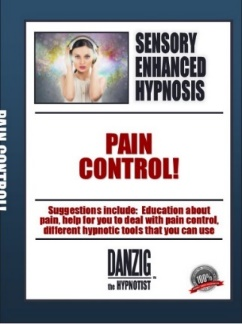 SENSORY
ENHANCED
HYPNOSIS
PAIN
CONTROL!
Suggestions include: Education about
pain, help for you to deal with pain control,
different hypnotic tools that you can use
DANZIG
the HYPNOTIST
100%
PAIN CONTROL!